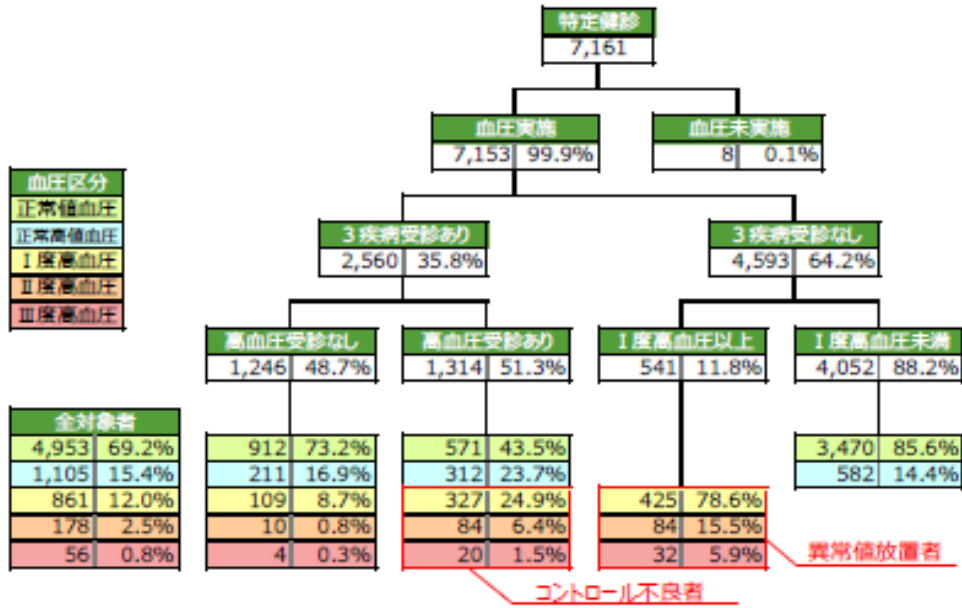 特定健診
7,161
血圧実施
7,153 99.9%
血圧未実施
8 0.1%
血圧区分
正常値血圧
正常高値血圧
Ⅰ度高血圧
Ⅱ度高血圧
Ⅲ度高血圧
3疾病受診あり
2,560 35.8%
3疾病受診なし
4,593 64.2%
高血圧受診なし
1,246 48.7%
高血圧受診あり
1,314 51.3%
Ⅰ度高血圧以上
541 11.8%
Ⅰ度高血圧未満
4,052 88.2%
全対象者
4,953 69.2%
1,105 15.4%
861 12.0%
178 2.5%
56 0.8%
912 73.2%
211 16.9%
109 8.7%
10 0.8%
4 0.3%
571 43.5%
312 23.7%
327 24.9%
84 6.4%
20 1.5%
425 78.6%
84 15.5%
32 5.9%
3,470 85.6%
582 14.4%
異常値放置者
コントロール不良者